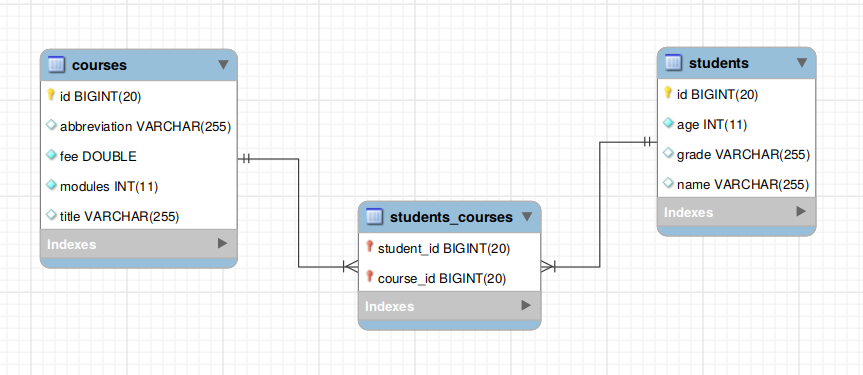 courses
id BIGINT(20)
abbreviation VARCHAR(255)
fee DOUBLE
modules INT(11)
title VARCHAR(255)
Indexes
students_courses
student_id BIGINT(20)
course_id BIGINT(20)
Indexes
students
id BIGINT(20)
age INT(11)
grade VARCHAR(255)
name VARCHAR(255)
Indexes